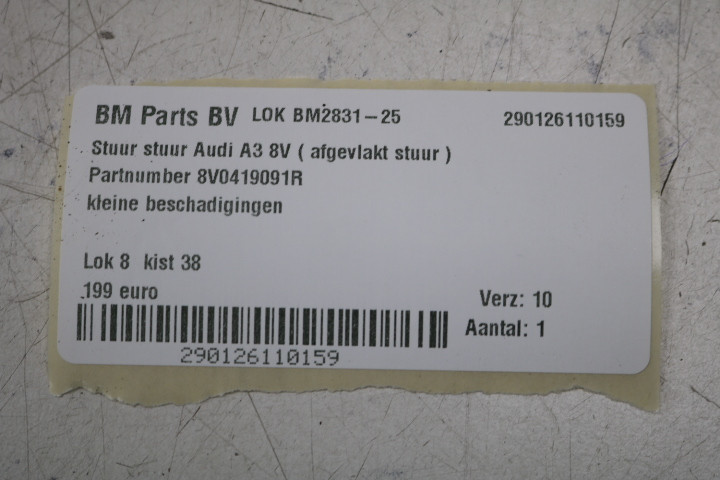 BM Parts BV LOK BM2831-25 290126110159
Stuur stuur Audi A3 8V ( afgevlakt stuur )
Partnumber 8V0419091R
kleine beschadigingen
Lok 8 kist 38
199 euro
Verz: 10
Aantal: 1
290126110159